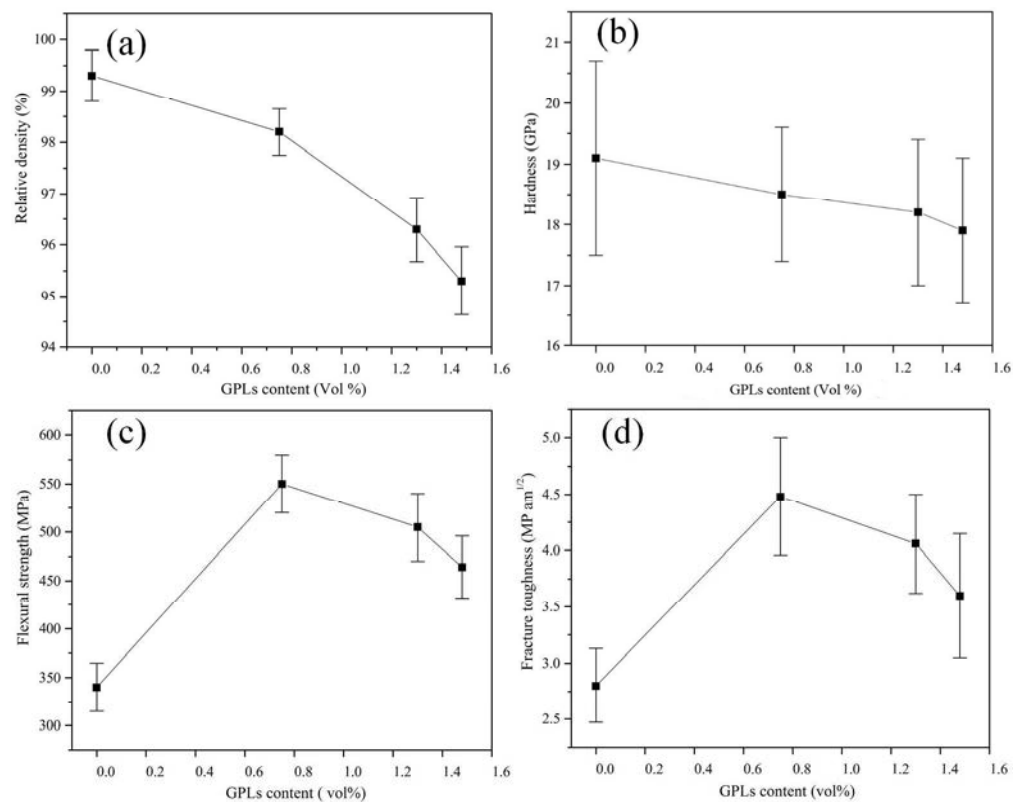 (a)
Relative density (%)
100
99
98
97
96
95
94
0.0 0.2 0.4 0.6 0.8 1.0 1.2 1.4 1.6
GPLs content (Vol %)
(b)
Hardness (GPa)
21
20
19
18
17
16
0.0 0.2 0.4 0.6 0.8 1.0 1.2 1.4 1.6
GPLs content (Vol %)
(c)
Flexural strength (MPa)
600
550
500
450
400
350
300
0.0 0.2 0.4 0.6 0.8 1.0 1.2 1.4 1.6
GPLs content ( vol%)
(d)
Fracture toughness (MP am1/2)
5.0
4.5
4.0
3.5
3.0
2.5
0.0 0.2 0.4 0.6 0.8 1.0 1.2 1.4 1.6
GPLs content (vol%)